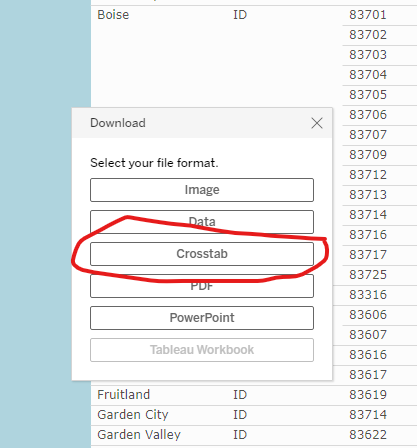 Boise ID 83701
83702
83703
83704
83705
83706
Download
83707
83709
Select your file format.
83712
Image
83713
Data
83714
83716
Crosstab
83717
83725
PDF
83316
PowerPoint
83606
83607
Tableau Workbook
83616
83617
Fruitland ID 83619
Garden City ID 83714
Garden Valley ID 83622